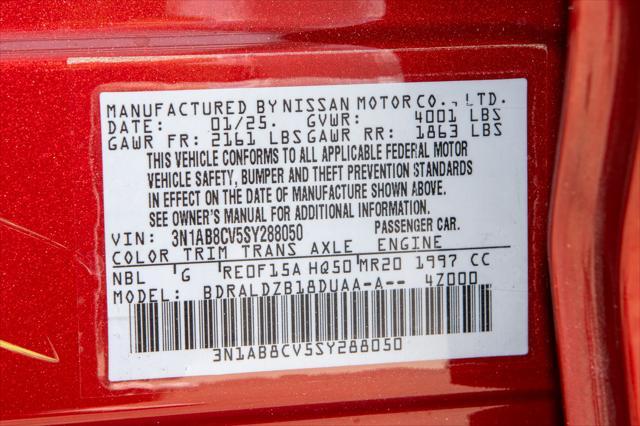 MANUFACTURED BY NISSAN MOTOR CO., LTD.
DATE: 01/25. GVWR: 4001 LBS
GAWR FR: 2161 LBS GAWR RR: 1863 LBS
THIS VEHICLE CONFORMS TO ALL APPLICABLE FEDERAL MOTOR
VEHICLE SAFETY, BUMPER AND THEFT PREVENTION STANDARDS
IN EFFECT ON THE DATE OF MANUFACTURE SHOWN ABOVE.
SEE OWNER'S MANUAL FOR ADDITIONAL INFORMATION.
VIN: 3N1AB8CV5SY288050 PASSENGER CAR.
COLOR TRIM TRANS AXLE ENGINE
NBL G RE0F15A HQ50 MR20 1997 CC
MODEL: BDRALDZB18DUAA-A-- 4Z000
3N1AB8CV5SY288050